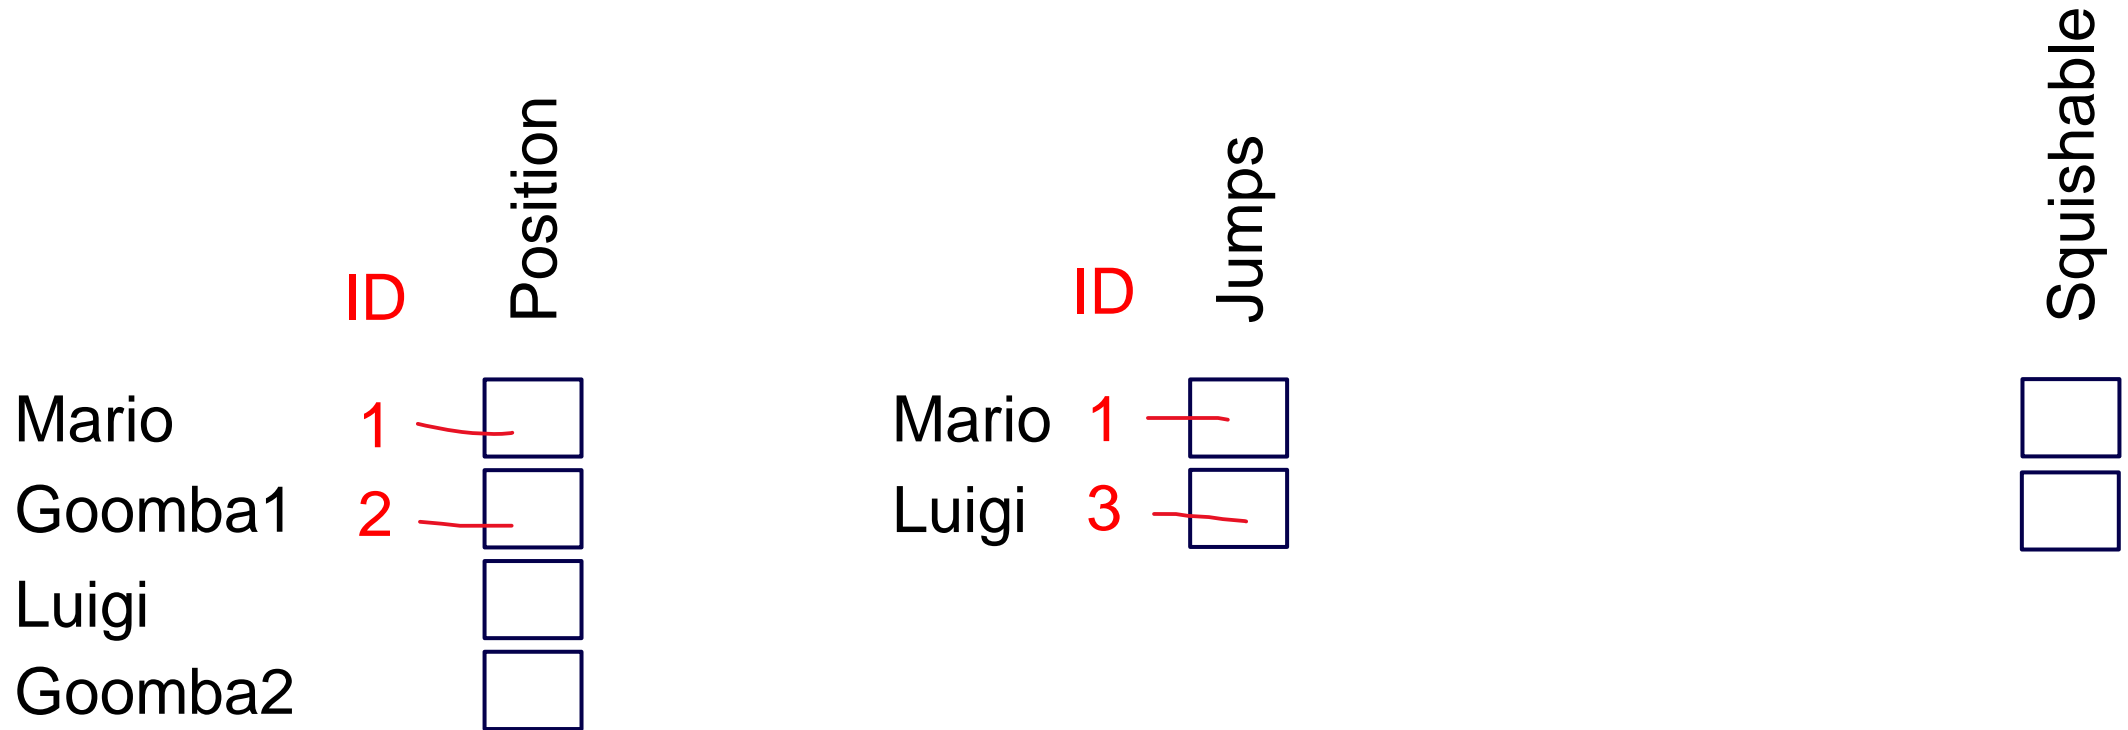 Position
Jumps
Squishable
ID
ID
Mario 1
Mario 1
Goomba1 2
Luigi 3
Luigi
Goomba2